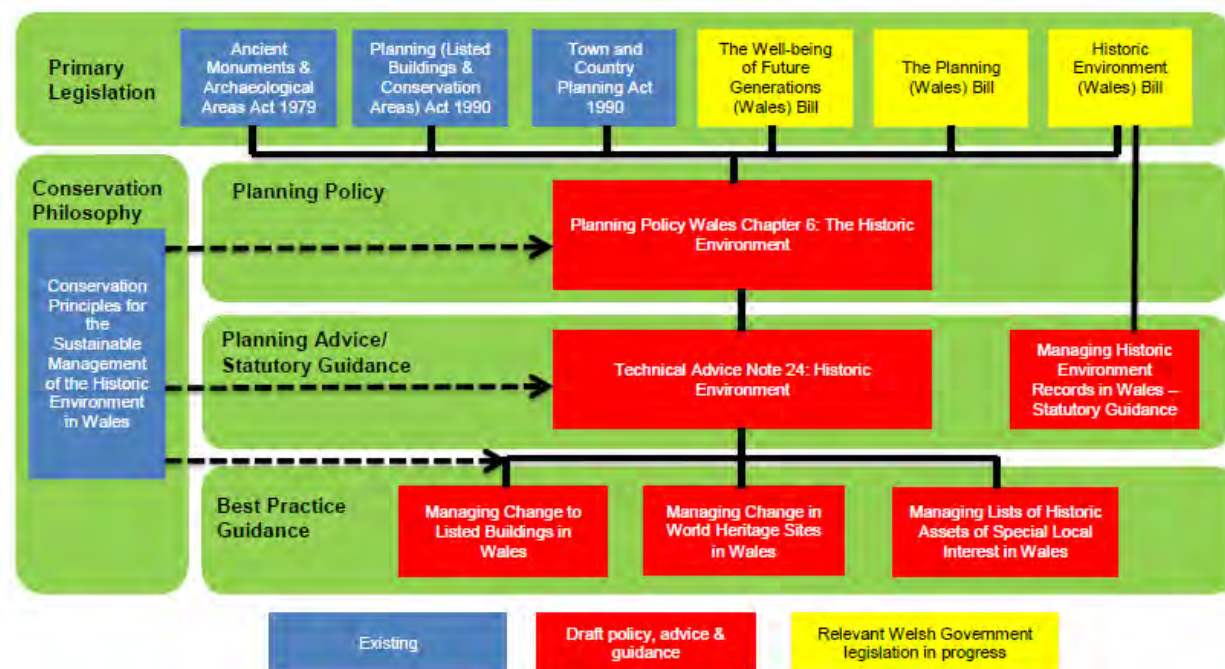 Primary
Legislation
Ancient
Monuments &
Archaeological
Areas Act 1979
Planning (Listed
Buildings &
Conservation
Areas) Act 1990
Town and
Country
Planning Act
1990
The Well-being
of Future
Generations
(Wales) Bill
The Planning
(Wales) Bill
Historic
Environment
(Wales) Bill
Conservation
Philosophy
Conservation
Principles for
the
Sustainable
Management
of the Historic
Environment
in Wales
Planning Policy
Planning Policy Wales Chapter 6: The Historic
Environment
Planning Advice/
Statutory Guidance
Technical Advice Note 24: Historic
Environment
Managing Historic
Environment
Records in Wales –
Statutory Guidance
Best Practice
Guidance
Managing Change to
Listed Buildings in
Wales
Managing Change in
World Heritage Sites
in Wales
Managing Lists of Historic
Assets of Special Local
Interest in Wales
Existing
Draft policy, advice &
guidance
Relevant Welsh Government
legislation in progress